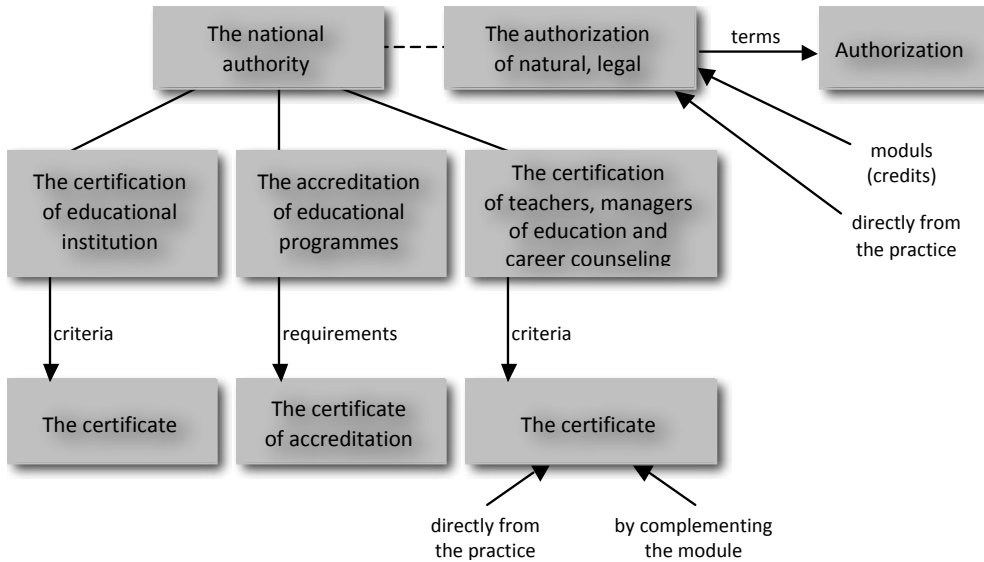 The national
authority
The authorization
of natural, legal
terms
Authorization
moduls
(credits)
directly from
the practice
The certification
of educational
institution
The accreditation
of educational
programmes
The certification
of teachers, managers
of education and
career counseling
criteria
requirements
criteria
The certificate
The certificate
of accreditation
The certificate
directly from
the practice
by complementing
the module